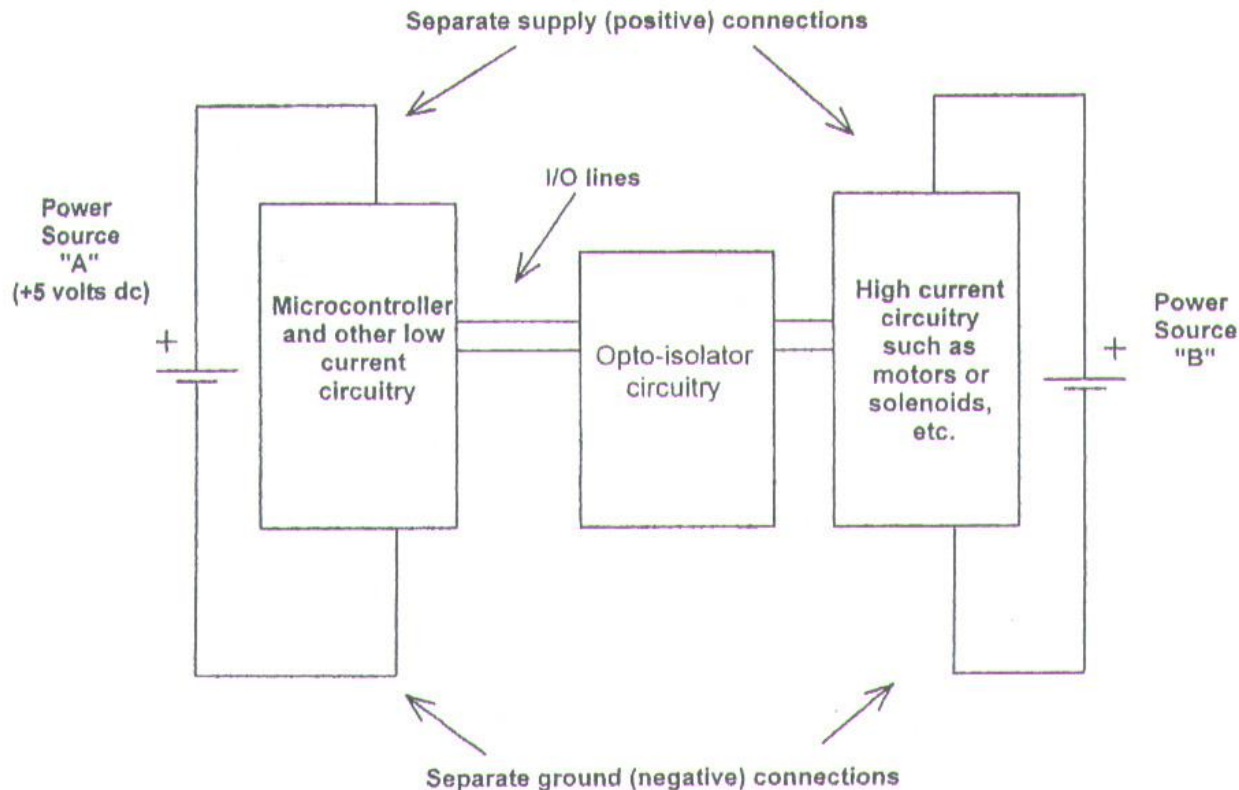 Separate supply (positive) connections
I/O lines
Power
Source
"A"
(+5 volts dc)
+
Microcontroller
and other low
current
circuitry
Opto-isolator
circuitry
High current
circuitry
such as
motors or
solenoids,
etc.
+
Power
Source
"B"
Separate ground (negative) connections